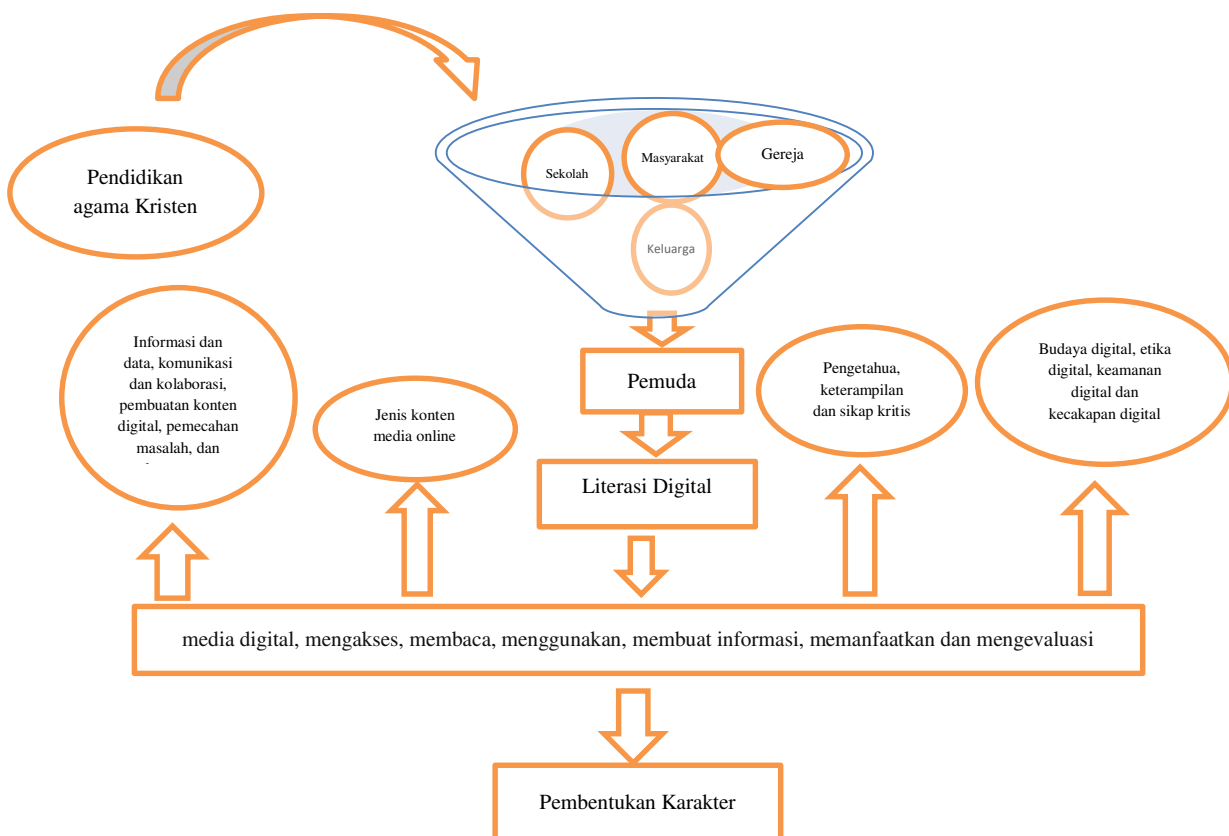 Pendidikan
agama Kristen
Sekolah
Masyarakat
Gereja
Keluarga
Pemuda
Literasi Digital
Informasi dan
data, komunikasi
dan kolaborasi,
pembuatan konten
digital, pemecahan
masalah, dan
Jenis konten
media online
Pengetahua,
keterampilan
dan sikap kritis
Budaya digital, etika
digital, keamanan
digital dan
kecakapan digital
media digital, mengakses, membaca, menggunakan, membuat informasi, memanfaatkan dan mengevaluasi
Pembentukan Karakter